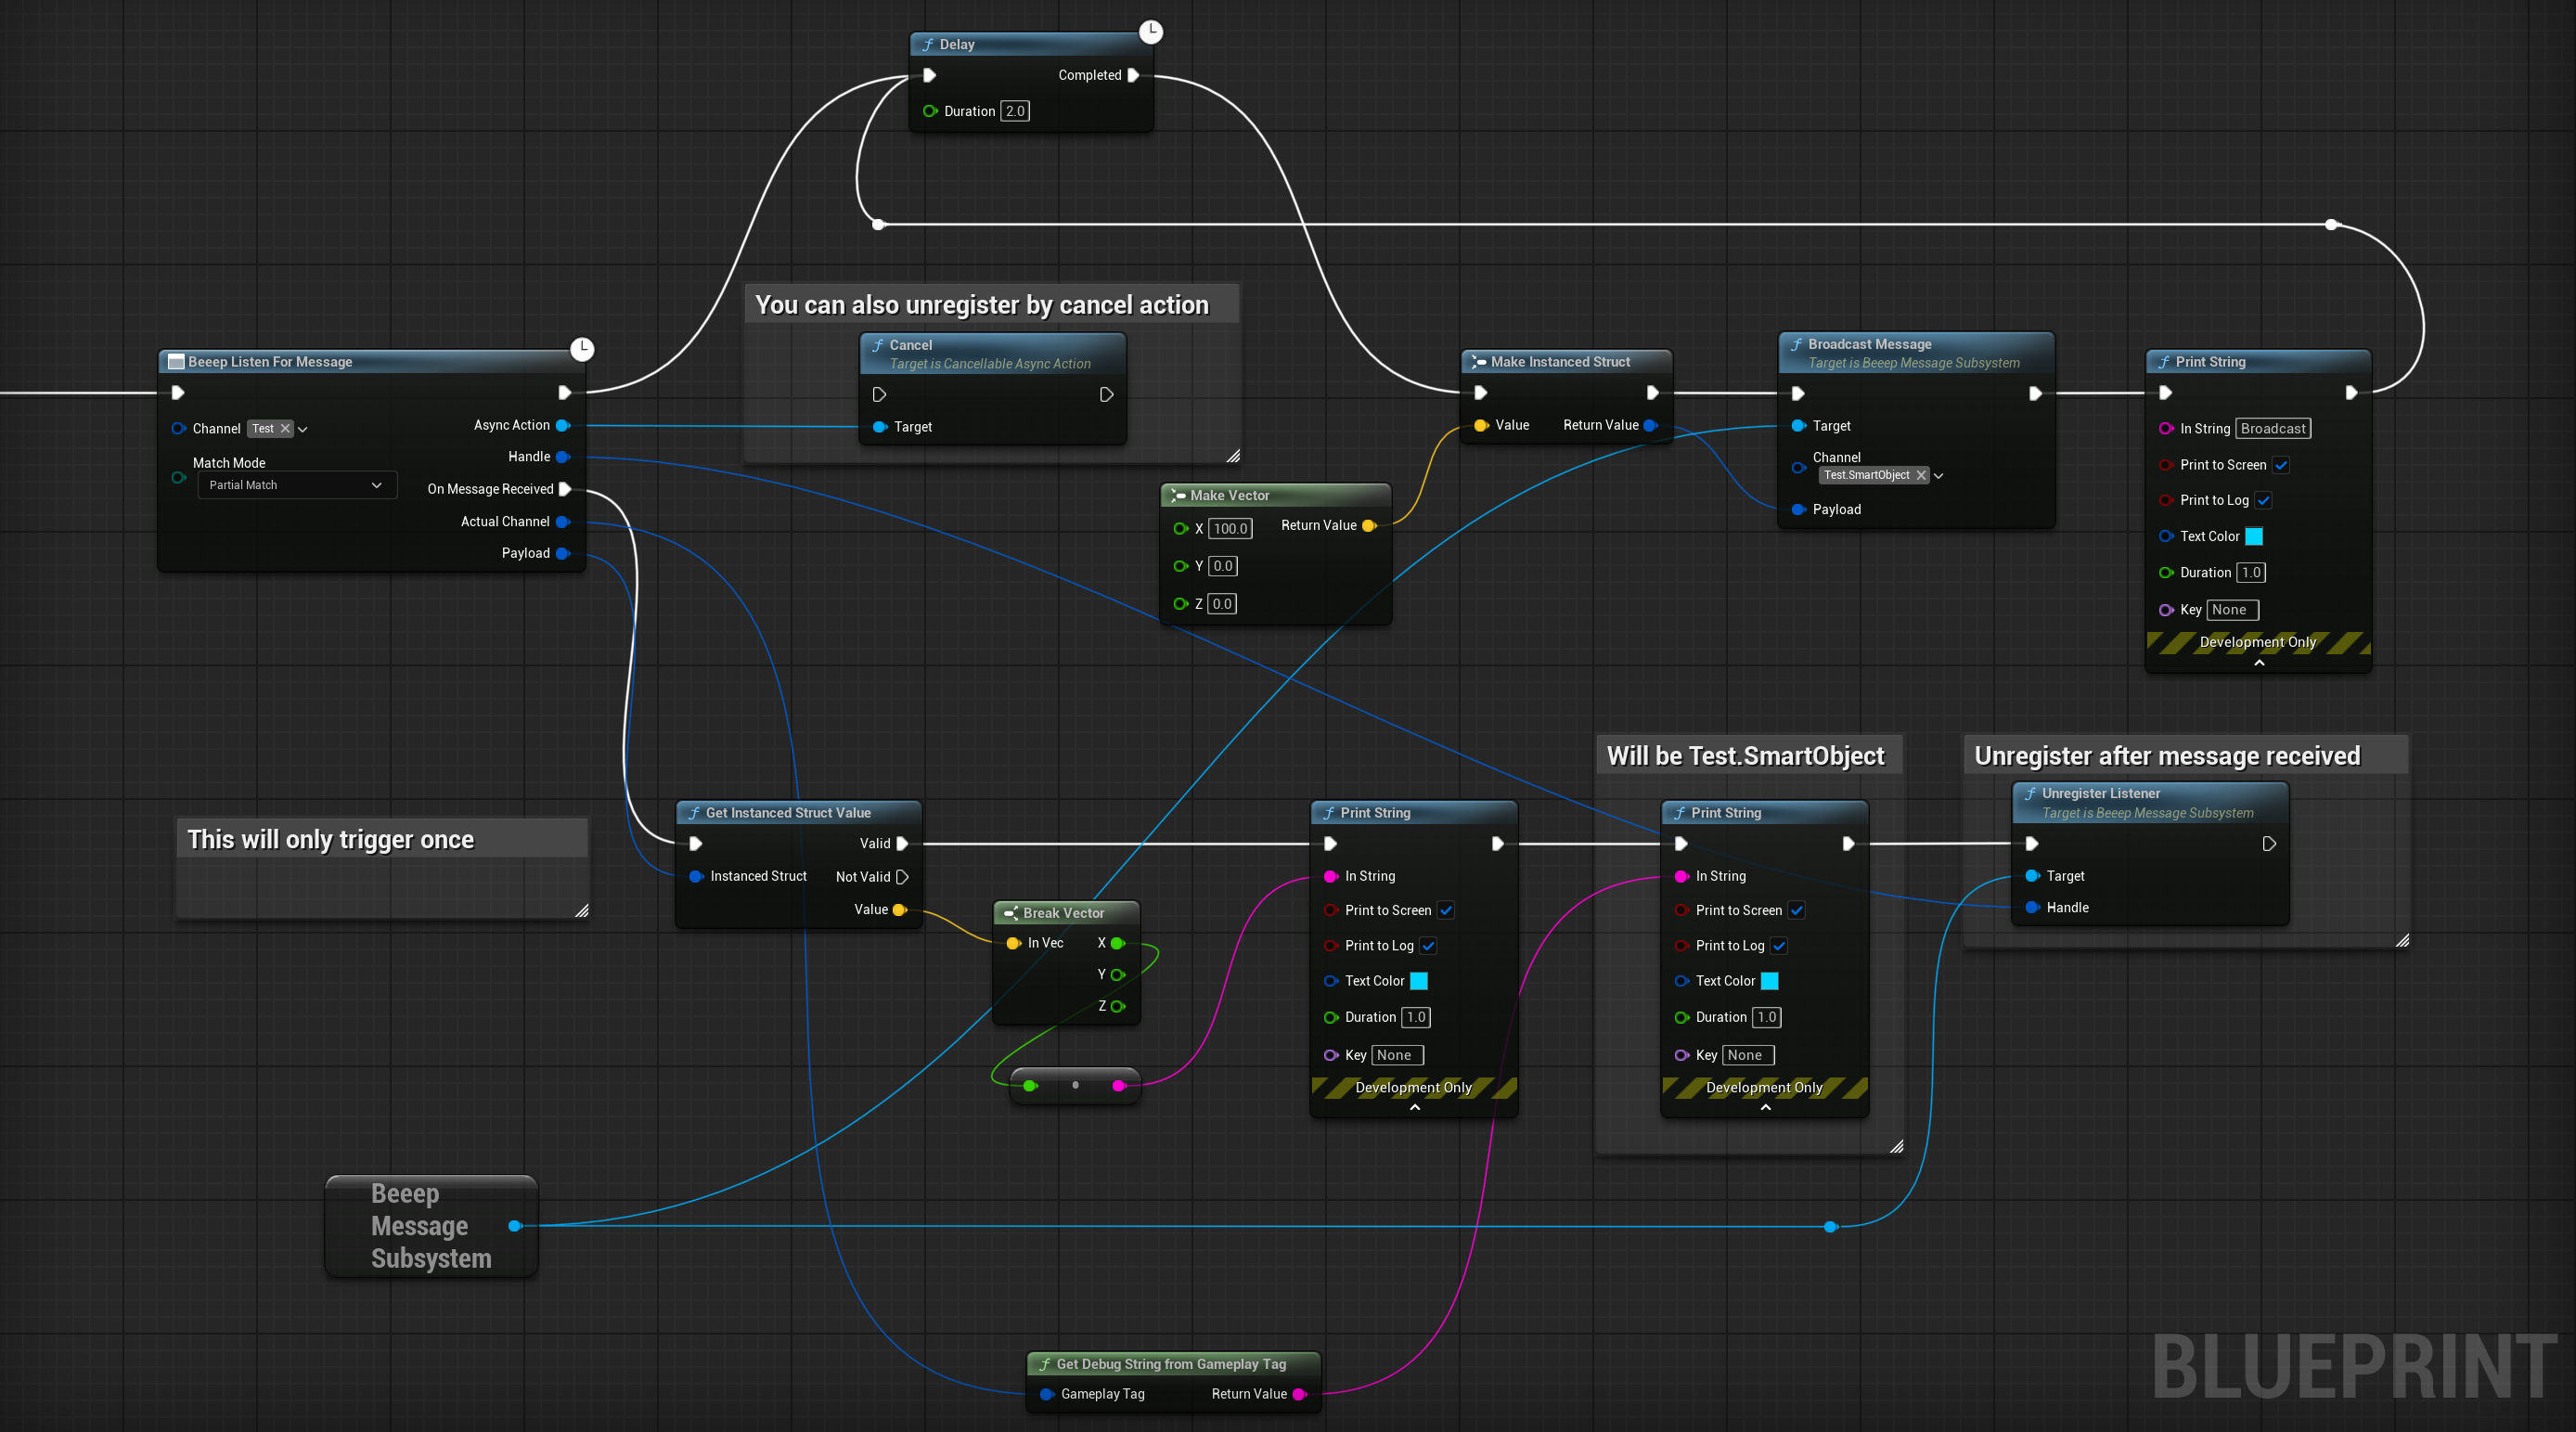 Delay
Completed
Duration 2.0
You can also unregister by cancel action
Cancel
Target is Cancellable Async Action
Target
Beeep Listen For Message
Channel Test
Async Action
Match Mode
Partial Match
Handle
On Message Received
Actual Channel
Payload
Make Instanced Struct
Value Return Value
Broadcast Message
Target is Beeep Message Subsystem
Target
Channel
Test.SmartObject
Payload
Print String
In String Broadcast
Print to Screen
Print to Log
Text Color
Duration 1.0
Key None
Development Only
Make Vector
X 100.0 Return Value
Y 0.0
Z 0.0
This will only trigger once
Get Instanced Struct Value
Valid
Instanced Struct Not Valid
Value
Break Vector
In Vec X
Y
Z
Print String
In String
Print to Screen
Print to Log
Text Color
Duration 1.0
Key None
Development Only
Will be Test.SmartObject
Print String
In String
Print to Screen
Print to Log
Text Color
Duration 1.0
Key None
Development Only
Unregister after message received
Unregister Listener
Target is Beeep Message Subsystem
Target
Handle
Beeep
Message
Subsystem
Get Debug String from Gameplay Tag
Gameplay Tag Return Value
BLUEPRINT